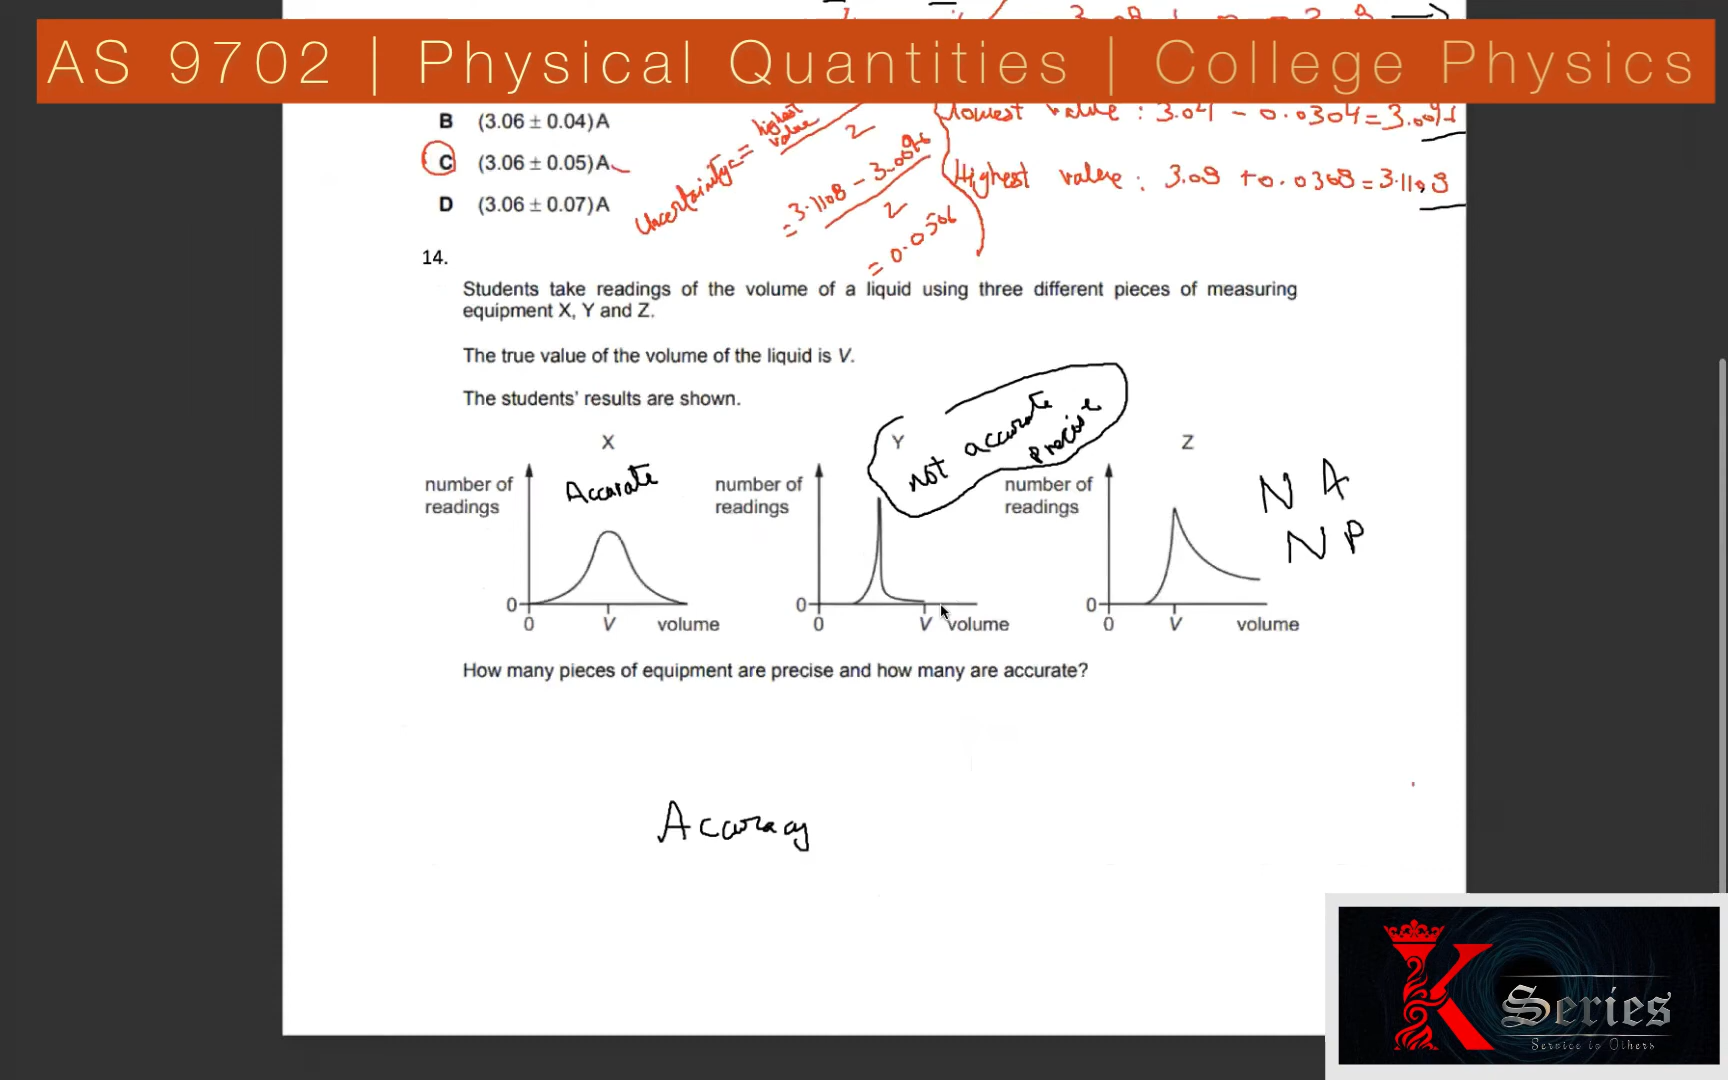 AS 9702 | Physical Quantities | College Physics
B (3.06 ± 0.04) A
C (3.06 ± 0.05) A
D (3.06 ± 0.07) A
Uncertainty = highest value
2
= 3.1108 - 3.0096
2
= 0.0506
lowest value : 3.04 - 0.0304 = 3.0096
Highest value : 3.08 + 0.0308 = 3.1108
14.
Students take readings of the volume of a liquid using three different pieces of measuring
equipment X, Y and Z.
The true value of the volume of the liquid is V.
The students' results are shown.
X
Accurate
number of
readings
0
0 V volume
Y
not accurate
precise
number of
readings
0
0 V volume
Z
N A
N P
number of
readings
0
0 V volume
How many pieces of equipment are precise and how many are accurate?
Accuracy
K Series
Service to Others